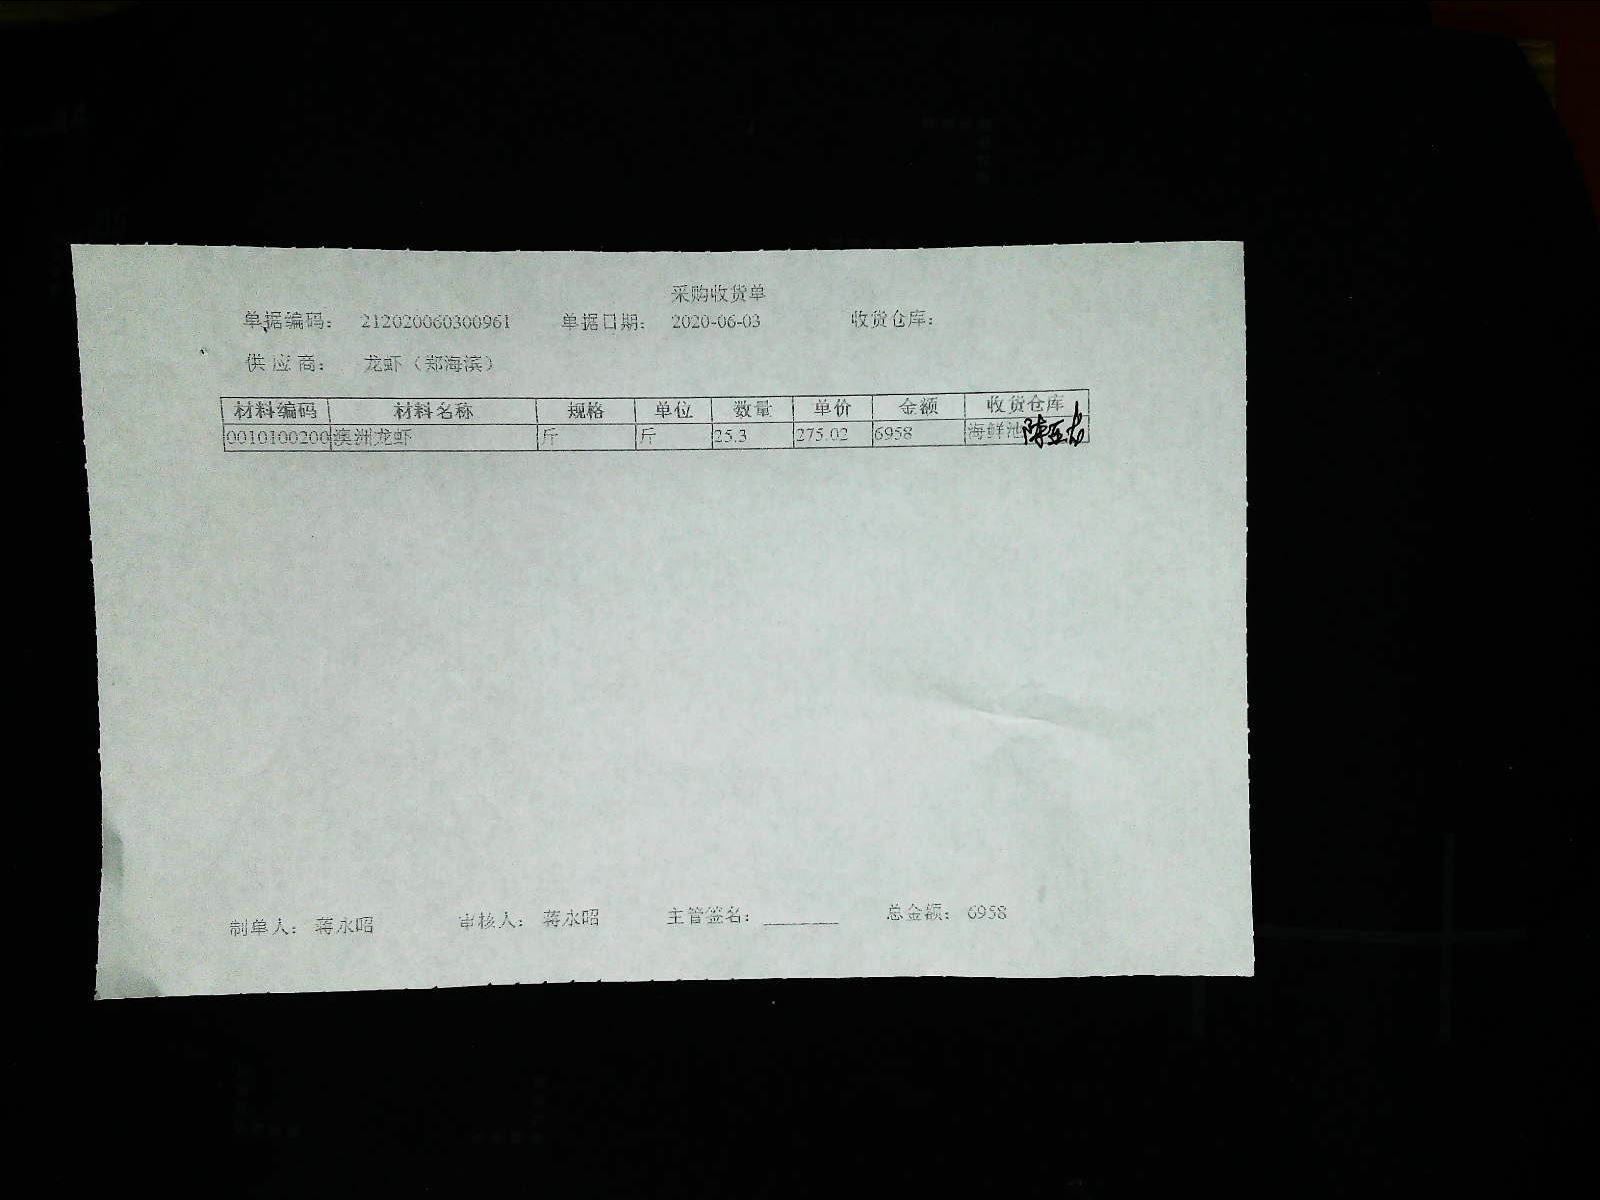 采购收货单
单据编码： 212020060300961 单据日期： 2020-06-03 收货仓库：
供应商： 龙虾（郑海滨）
材料编码 材料名称 规格 单位 数量 单价 金额 收货仓库
0010100200 澳洲龙虾 斤 斤 25.3 275.02 6958 海鲜池
制单人： 蒋永昭 审核人： 蒋永昭 主管签名： 总金额： 6958